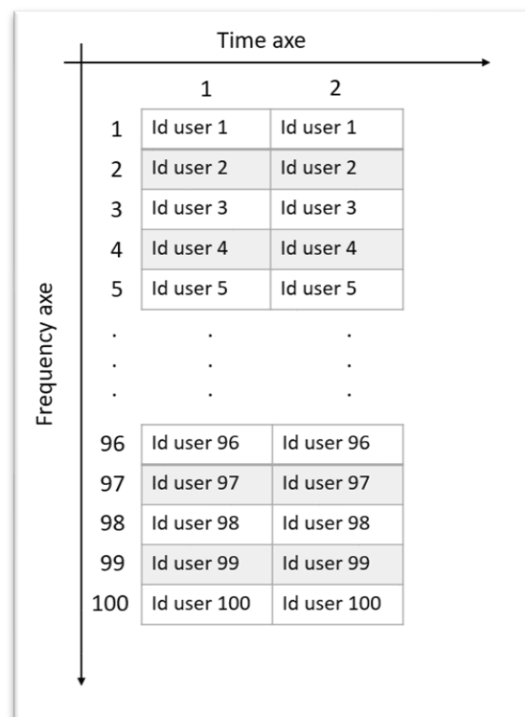 Time axe
1 2
1 Id user 1 Id user 1
2 Id user 2 Id user 2
3 Id user 3 Id user 3
4 Id user 4 Id user 4
5 Id user 5 Id user 5
. . .
. . .
. . .
96 Id user 96 Id user 96
97 Id user 97 Id user 97
98 Id user 98 Id user 98
99 Id user 99 Id user 99
100 Id user 100 Id user 100
Frequency axe